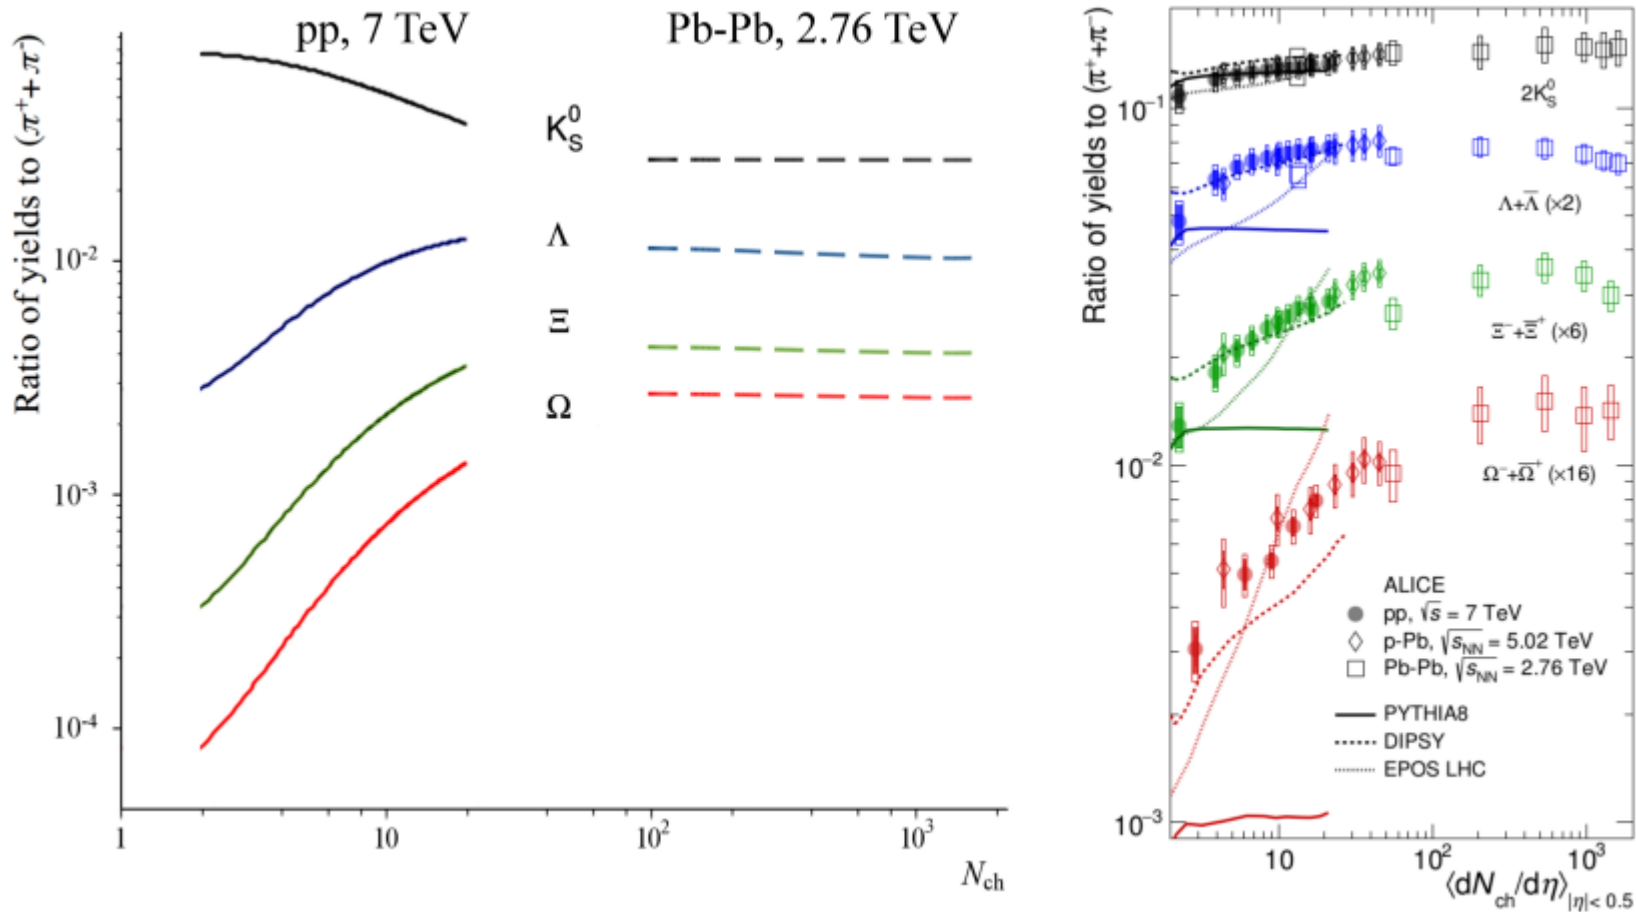 pp, 7 TeV
Pb-Pb, 2.76 TeV
Ratio of yields to (π⁺+π⁻)
K⁰S
Λ
Ξ
Ω
10⁻²
10⁻³
10⁻⁴
1
10
10²
10³
Nch
Ratio of yields to (π⁺+π⁻)
10⁻¹
10⁻²
10⁻³
2K⁰S
Λ+Λ̅ (×2)
Ξ⁻+Ξ̅⁺ (×6)
Ω⁻+Ω̅⁺ (×16)
ALICE
pp, √s = 7 TeV
p-Pb, √sNN = 5.02 TeV
Pb-Pb, √sNN = 2.76 TeV
PYTHIA8
DIPSY
EPOS LHC
10
10²
10³
⟨dNch/dη⟩|η|< 0.5